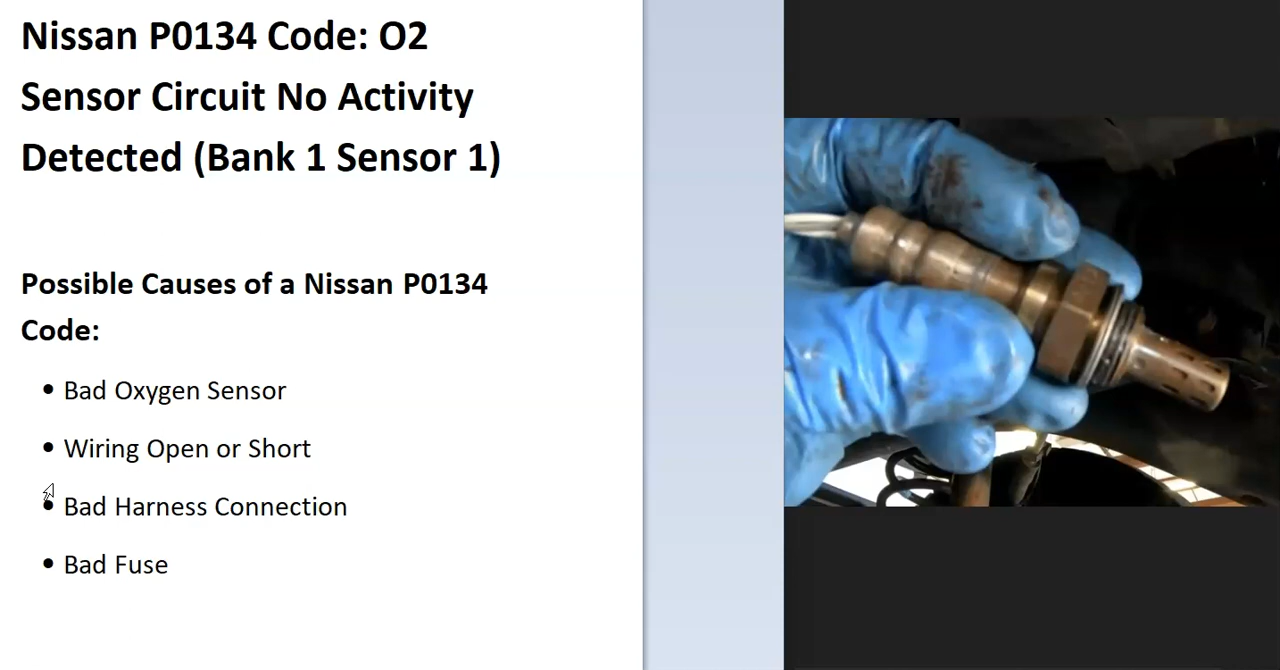 Nissan P0134 Code: O2
Sensor Circuit No Activity
Detected (Bank 1 Sensor 1)
Possible Causes of a Nissan P0134
Code:
• Bad Oxygen Sensor
• Wiring Open or Short
• Bad Harness Connection
• Bad Fuse